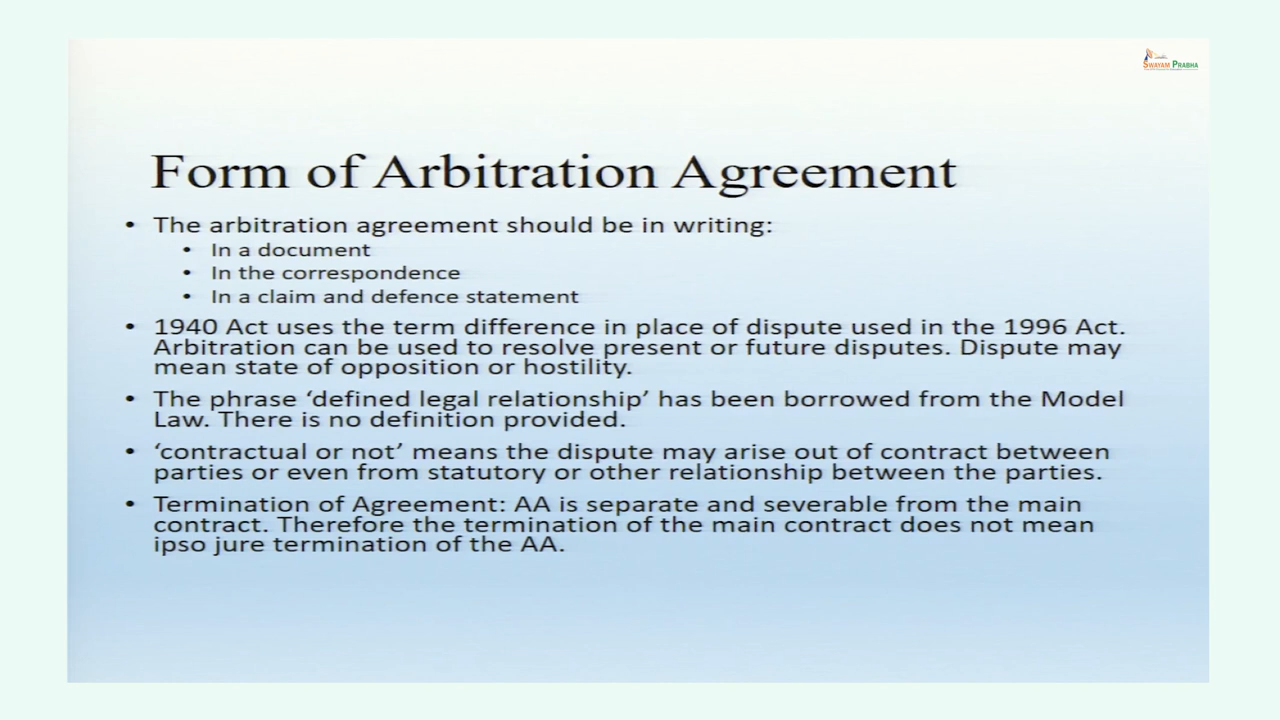 SWAYAM PRABHA
Form of Arbitration Agreement
• The arbitration agreement should be in writing:
• In a document
• In the correspondence
• In a claim and defence statement
• 1940 Act uses the term difference in place of dispute used in the 1996 Act.
Arbitration can be used to resolve present or future disputes. Dispute may
mean state of opposition or hostility.
• The phrase ‘defined legal relationship’ has been borrowed from the Model
Law. There is no definition provided.
• ‘contractual or not’ means the dispute may arise out of contract between
parties or even from statutory or other relationship between the parties.
• Termination of Agreement: AA is separate and severable from the main
contract. Therefore the termination of the main contract does not mean
ipso jure termination of the AA.